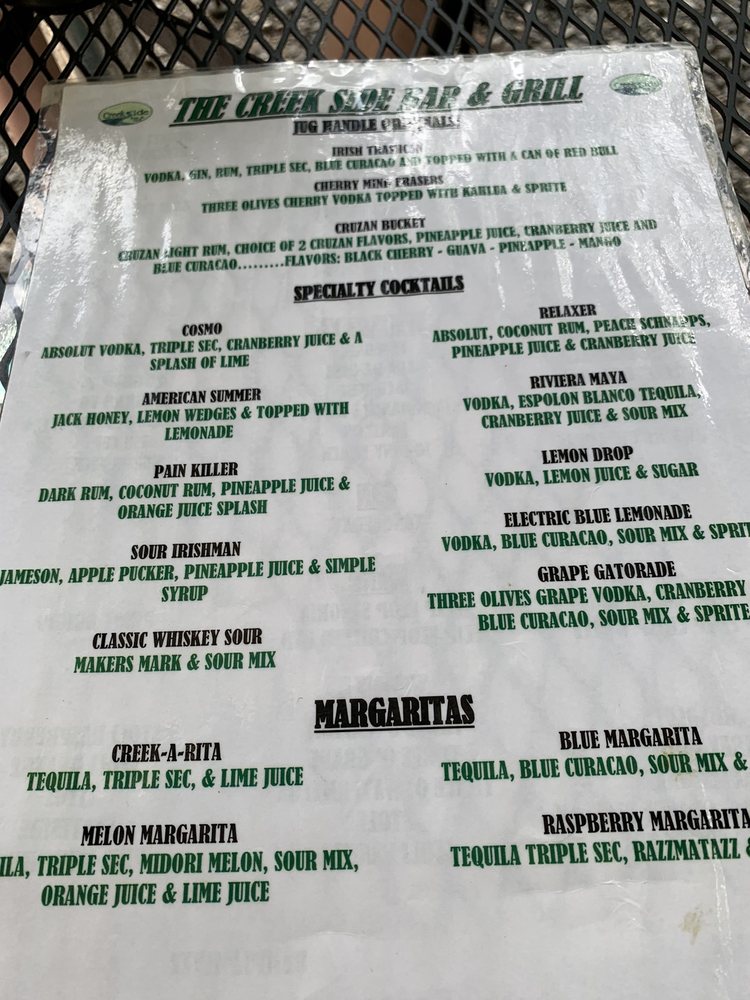 Creekside
THE CREEK SIDE BAR & GRILL
JUG HANDLE ORIGINALS
IRISH TRASHCAN
VODKA, GIN, RUM, TRIPLE SEC, BLUE CURACAO AND TOPPED WITH A CAN OF RED BULL
CHERRY MIND ERASERS
THREE OLIVES CHERRY VODKA TOPPED WITH KAHLUA & SPRITE
CRUZAN BUCKET
CRUZAN LIGHT RUM, CHOICE OF 2 CRUZAN FLAVORS, PINEAPPLE JUICE, CRANBERRY JUICE AND
BLUE CURACAO.........FLAVORS: BLACK CHERRY - GUAVA - PINEAPPLE - MANGO
SPECIALTY COCKTAILS
COSMO
ABSOLUT VODKA, TRIPLE SEC, CRANBERRY JUICE & A
SPLASH OF LIME
AMERICAN SUMMER
JACK HONEY, LEMON WEDGES & TOPPED WITH
LEMONADE
PAIN KILLER
DARK RUM, COCONUT RUM, PINEAPPLE JUICE &
ORANGE JUICE SPLASH
SOUR IRISHMAN
JAMESON, APPLE PUCKER, PINEAPPLE JUICE & SIMPLE
SYRUP
CLASSIC WHISKEY SOUR
MAKERS MARK & SOUR MIX
RELAXER
ABSOLUT, COCONUT RUM, PEACH SCHNAPPS,
PINEAPPLE JUICE & CRANBERRY JUICE
RIVIERA MAYA
VODKA, ESPOLON BLANCO TEQUILA,
CRANBERRY JUICE & SOUR MIX
LEMON DROP
VODKA, LEMON JUICE & SUGAR
ELECTRIC BLUE LEMONADE
VODKA, BLUE CURACAO, SOUR MIX & SPRIT
GRAPE GATORADE
THREE OLIVES GRAPE VODKA, CRANBERRY
BLUE CURACAO, SOUR MIX & SPRITE
MARGARITAS
CREEK-A-RITA
TEQUILA, TRIPLE SEC, & LIME JUICE
MELON MARGARITA
ILA, TRIPLE SEC, MIDORI MELON, SOUR MIX,
ORANGE JUICE & LIME JUICE
BLUE MARGARITA
TEQUILA, BLUE CURACAO, SOUR MIX &
RASPBERRY MARGARITA
TEQUILA TRIPLE SEC, RAZZMATAZZ &